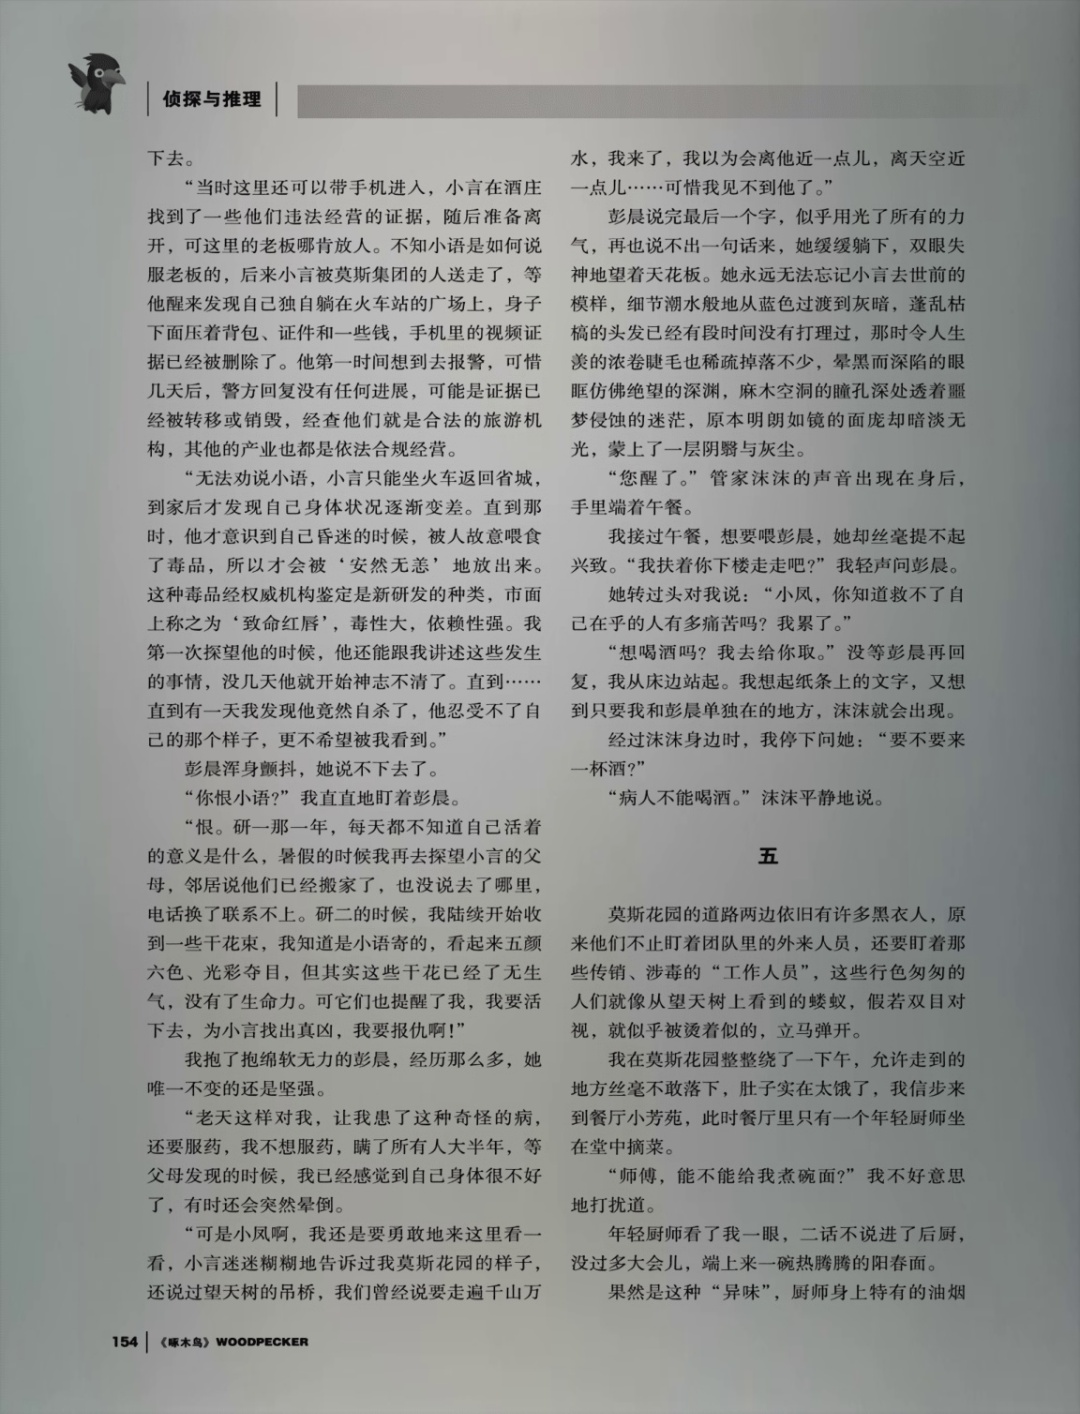 侦探与推理
下去。
“当时这里还可以带手机进入，小言在酒庄
找到了一些他们违法经营的证据，随后准备离
开，可这里的老板哪肯放人。不知小语是如何说
服老板的，后来小言被莫斯集团的人送走了，等
他醒来发现自己独自躺在火车站的广场上，身子
下面压着背包、证件和一些钱，手机里的视频证
据已经被删除了。他第一时间想到去报警，可惜
几天后，警方回复没有任何进展，可能是证据已
经被转移或销毁，经查他们就是合法的旅游机
构，其他的产业也都是依法合规经营。
“无法劝说小语，小言只能坐火车返回省城，
到家后才发现自己身体状况逐渐变差。直到那
时，他才意识到自己昏迷的时候，被人故意喂食
了毒品，所以才会被‘安然无恙’地放出来。
这种毒品经权威机构鉴定是新研发的种类，市面
上称之为‘致命红唇’，毒性大，依赖性强。我
第一次探望他的时候，他还能跟我讲述这些发生
的事情，没几天他就开始神志不清了。直到……
直到有一天我发现他竟然自杀了，他忍受不了自
己的那个样子，更不希望被我看到。”
彭晨浑身颤抖，她说不下去了。
“你恨小语?”我直直地盯着彭晨。
“恨。研一那一年，每天都不知道自己活着
的意义是什么，暑假的时候我再去探望小言的父
母，邻居说他们已经搬家了，也没说去了哪里，
电话换了联系不上。研二的时候，我陆续开始收
到一些干花束，我知道是小语寄的，看起来五颜
六色、光彩夺目，但其实这些干花已经了无生
气，没有了生命力。可它们也提醒了我，我要活
下去，为小言找出真凶，我要报仇啊!”
我抱了抱绵软无力的彭晨，经历那么多，她
唯一不变的还是坚强。
“老天这样对我，让我患了这种奇怪的病，
还要服药，我不想服药，瞒了所有人大半年，等
父母发现的时候，我已经感觉到自己身体很不好
了，有时还会突然晕倒。
“可是小凤啊，我还是要勇敢地来这里看一
看，小言迷迷糊糊地告诉过我莫斯花园的样子，
还说过望天树的吊桥，我们曾经说要走遍千山万
水，我来了，我以为会离他近一点儿，离天空近
一点儿……可惜我见不到他了。”
彭晨说完最后一个字，似乎用光了所有的力
气，再也说不出一句话来，她缓缓躺下，双眼失
神地望着天花板。她永远无法忘记小言去世前的
模样，细节潮水般地从蓝色过渡到灰暗，蓬乱枯
槁的头发已经有段时间没有打理过，那时令人生
羡的浓卷睫毛也稀疏掉落不少，晕黑而深陷的眼
眶仿佛绝望的深渊，麻木空洞的瞳孔深处透着噩
梦侵蚀的迷茫，原本明朗如镜的面庞却暗淡无
光，蒙上了一层阴翳与灰尘。
“您醒了。”管家沫沫的声音出现在身后，
手里端着午餐。
我接过午餐，想要喂彭晨，她却丝毫提不起
兴致。“我扶着你下楼走走吧?”我轻声问彭晨。
她转过头对我说：“小凤，你知道救不了自
己在乎的人有多痛苦吗？我累了。”
“想喝酒吗？我去给你取。”没等彭晨再回
复，我从床边站起。我想起纸条上的文字，又想
到只要我和彭晨单独在的地方，沫沫就会出现。
经过沫沫身边时，我停下问她：“要不要来
一杯酒?”
“病人不能喝酒。”沫沫平静地说。
五
莫斯花园的道路两边依旧有许多黑衣人，原
来他们不止盯着团队里的外来人员，还要盯着那
些传销、涉毒的“工作人员”，这些行色匆匆的
人们就像从望天树上看到的蝼蚁，假若双目对
视，就似乎被烫着似的，立马弹开。
我在莫斯花园整整绕了一下午，允许走到的
地方丝毫不敢落下，肚子实在太饿了，我信步来
到餐厅小芳苑，此时餐厅里只有一个年轻厨师坐
在堂中摘菜。
“师傅，能不能给我煮碗面?”我不好意思
地打扰道。
年轻厨师看了我一眼，二话不说进了后厨，
没过多大会儿，端上来一碗热腾腾的阳春面。
果然是这种“异味”，厨师身上特有的油烟
154 《啄木鸟》WOODPECKER